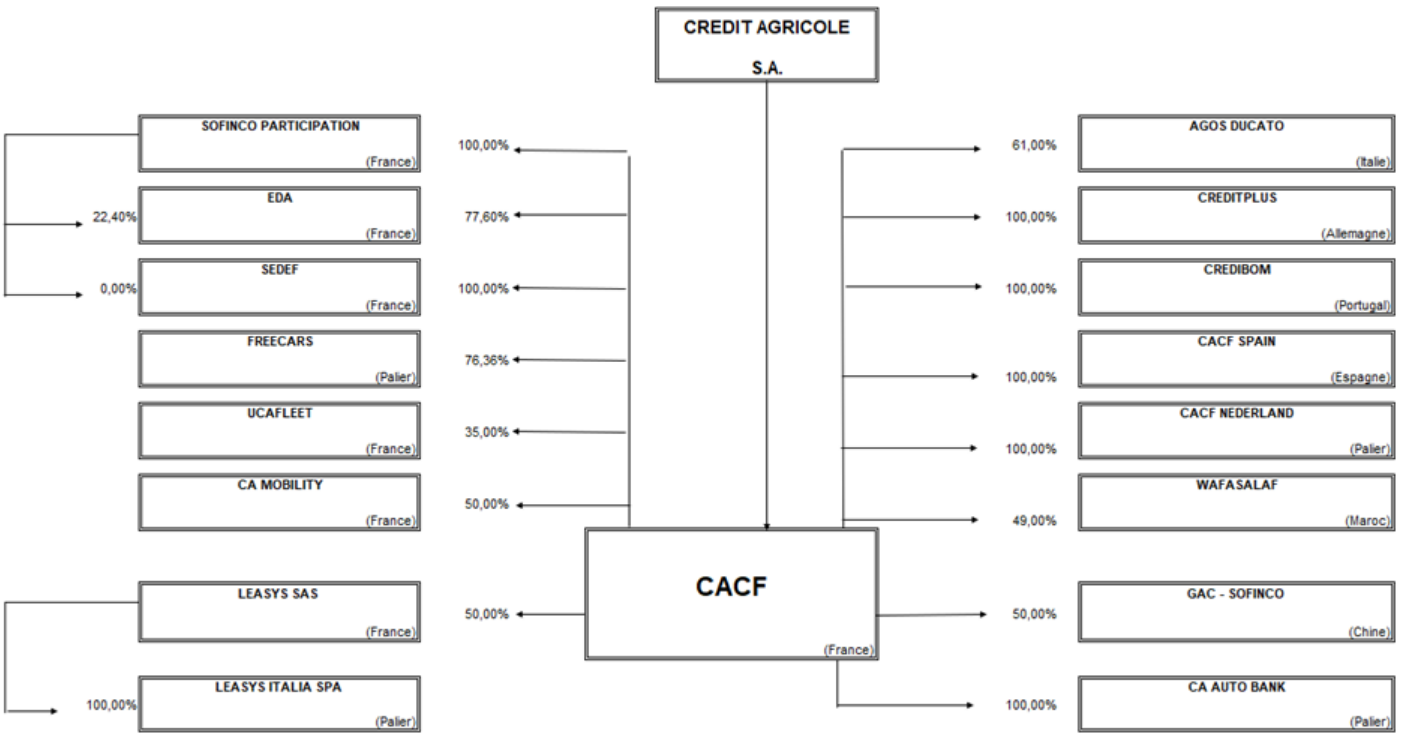 CREDIT AGRICOLE
S.A.
SOFINCO PARTICIPATION
(France)
100,00%
61,00%
AGOS DUCATO
(Italie)
22,40%
EDA
(France)
77,60%
100,00%
CREDITPLUS
(Allemagne)
0,00%
SEDEF
(France)
100,00%
100,00%
CREDIBOM
(Portugal)
FREECARS
(Palier)
76,36%
100,00%
CACF SPAIN
(Espagne)
UCAFLEET
(France)
35,00%
100,00%
CACF NEDERLAND
(Palier)
CA MOBILITY
(France)
50,00%
49,00%
WAFASALAF
(Maroc)
LEASYS SAS
(France)
50,00%
CACF
(France)
50,00%
GAC - SOFINCO
(Chine)
100,00%
LEASYS ITALIA SPA
(Palier)
100,00%
CA AUTO BANK
(Palier)